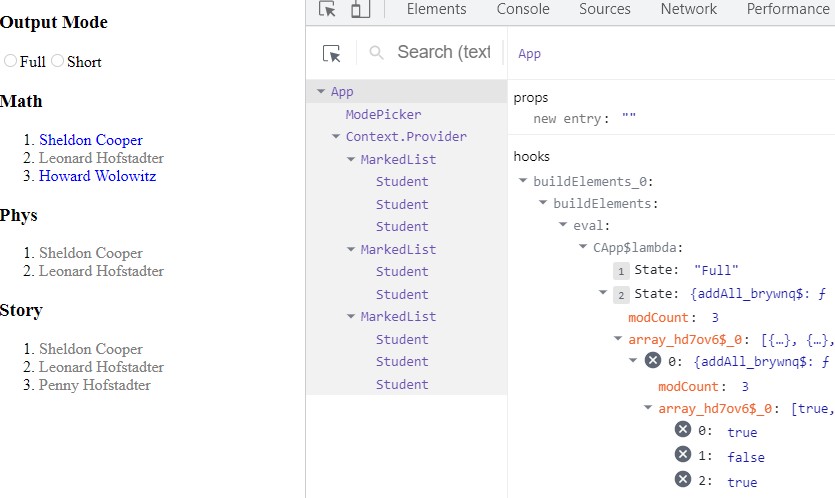 Output Mode
Full Short
Math
1. Sheldon Cooper
2. Leonard Hofstadter
3. Howard Wolowitz
Phys
1. Sheldon Cooper
2. Leonard Hofstadter
Story
1. Sheldon Cooper
2. Leonard Hofstadter
3. Penny Hofstadter
Elements Console Sources Network Performance
Search (text
App
App
ModePicker
Context.Provider
MarkedList
Student
Student
Student
MarkedList
Student
Student
MarkedList
Student
Student
Student
props
new entry: ""
hooks
buildElements_0:
buildElements:
eval:
CApp$lambda:
1 State: "Full"
2 State: {addAll_brywnq$: ƒ
modCount: 3
array_hd7ov6$_0: [{…}, {…},
0: {addAll_brywnq$: ƒ
modCount: 3
array_hd7ov6$_0: [true,
0: true
1: false
2: true